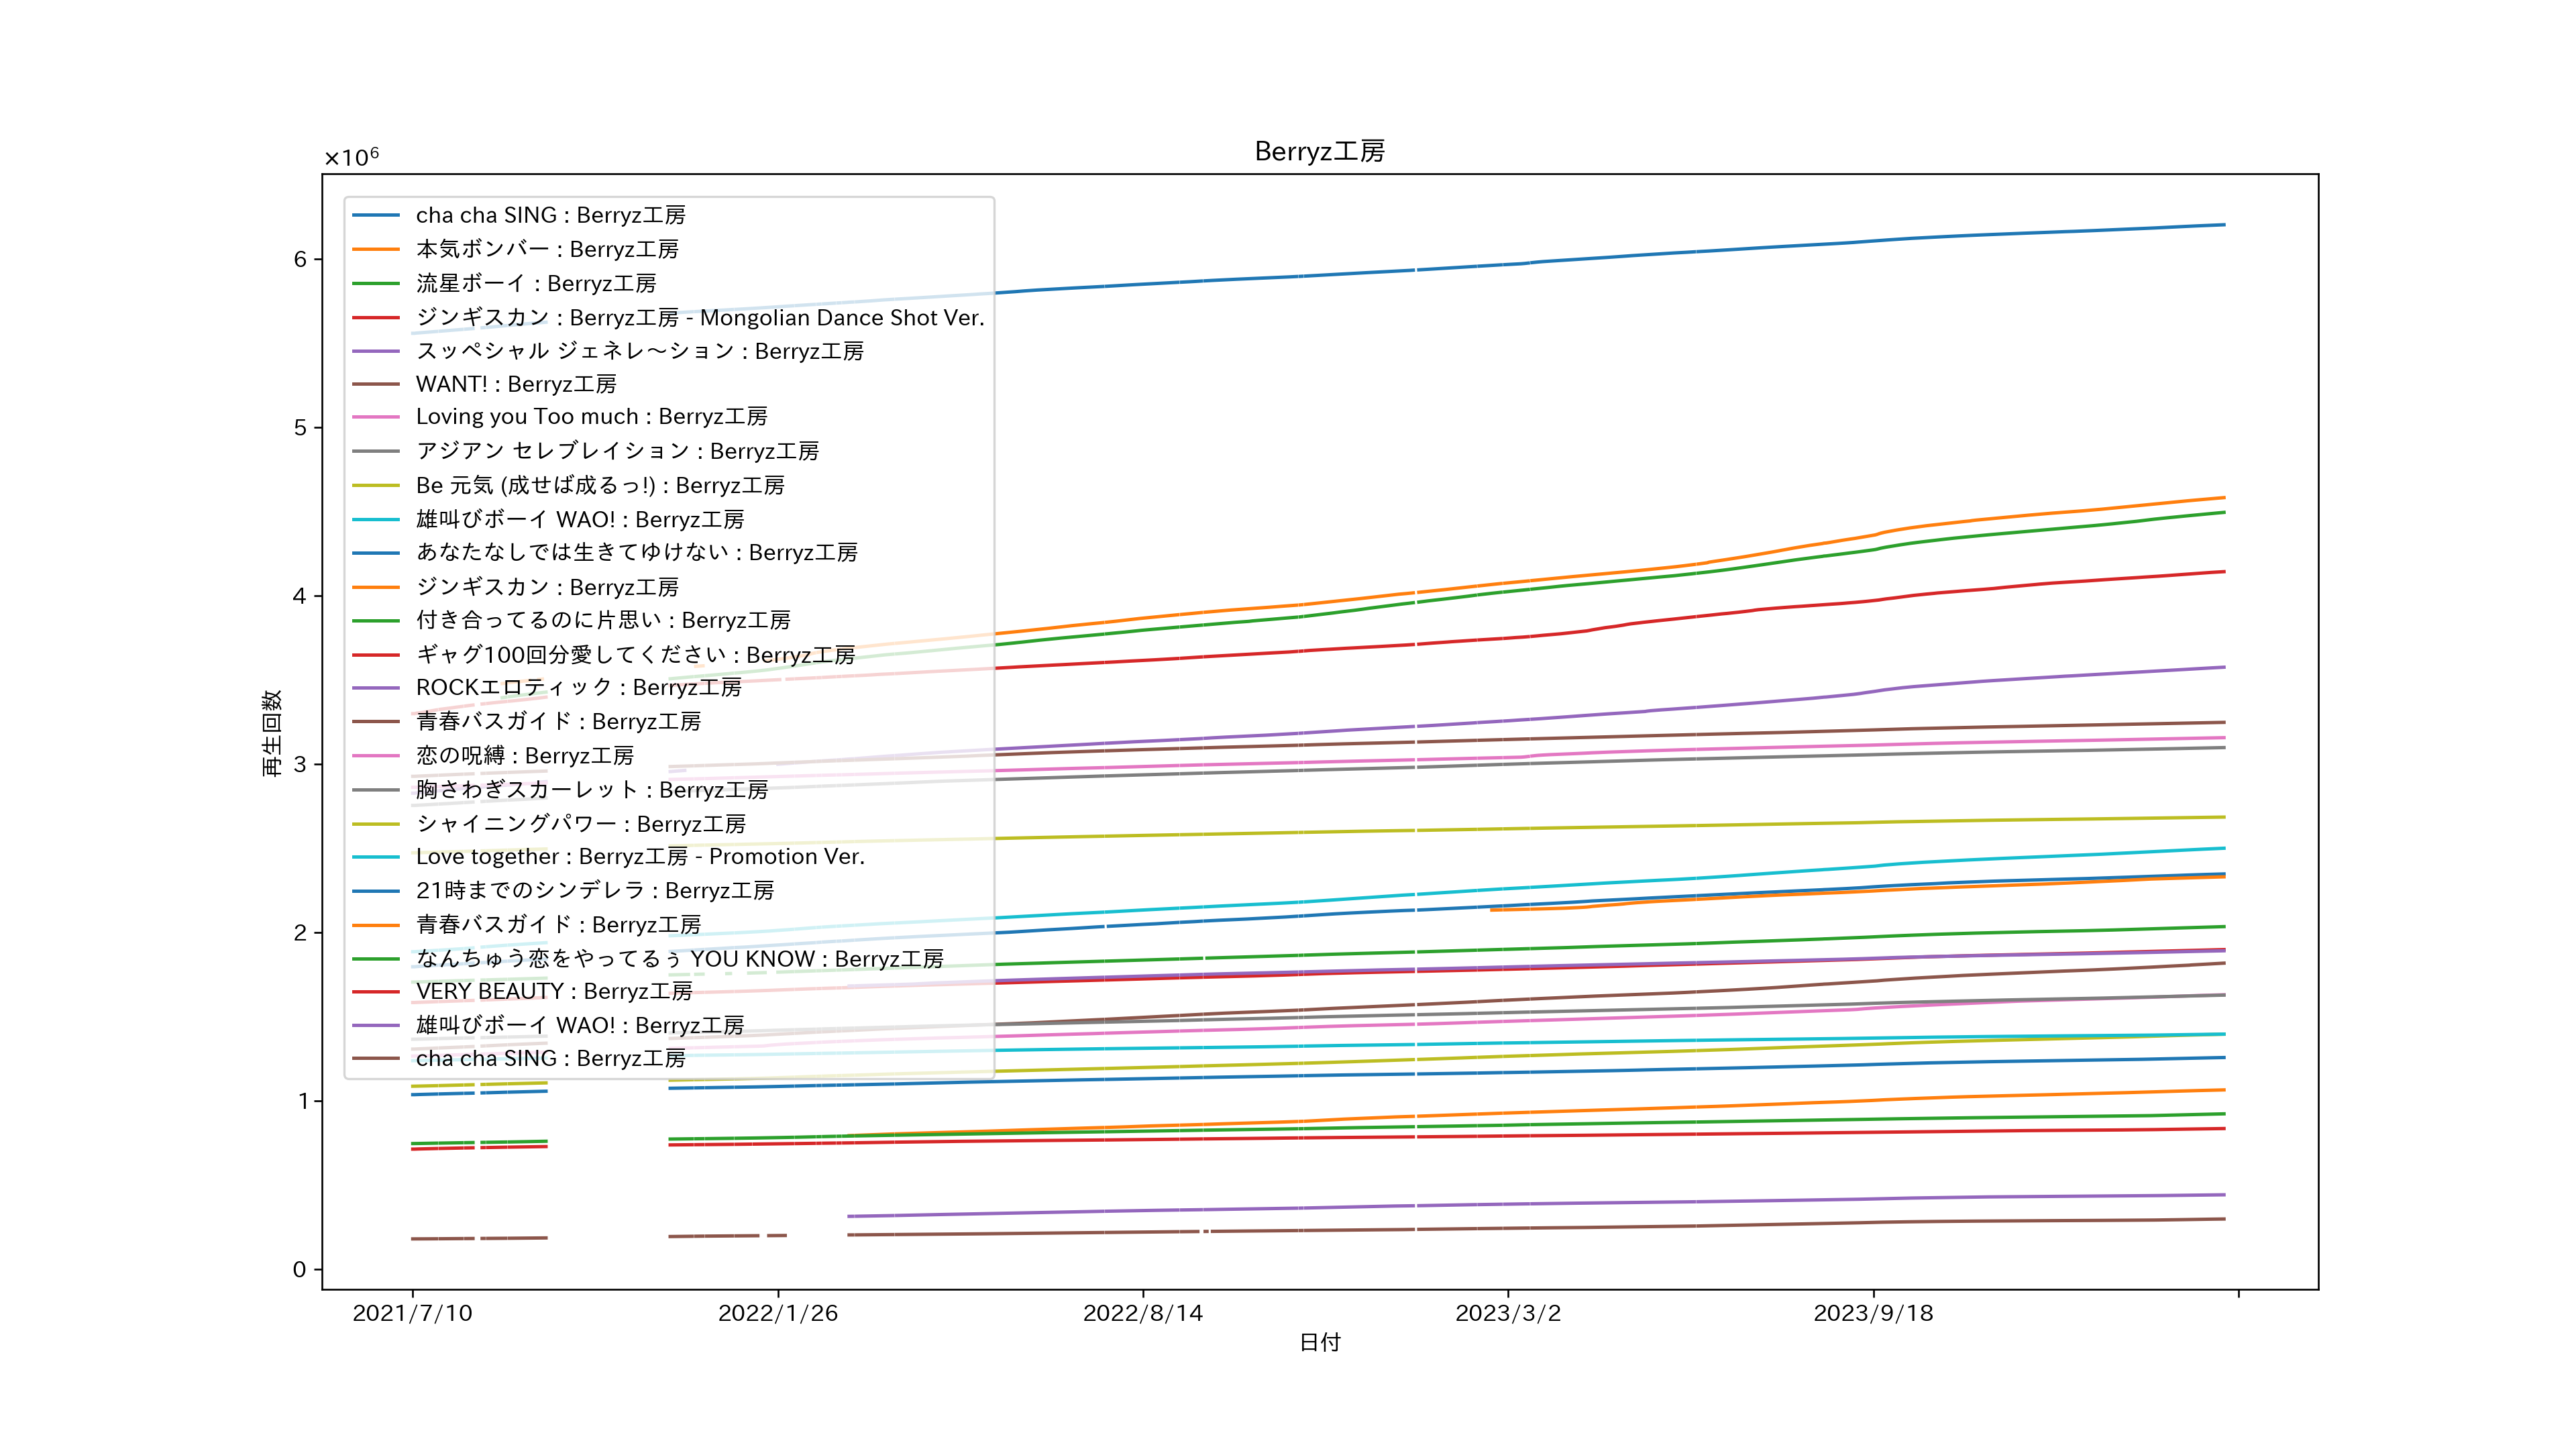 Berryz工房
×10⁶
cha cha SING : Berryz工房
本気ボンバー : Berryz工房
流星ボーイ : Berryz工房
ジンギスカン : Berryz工房 - Mongolian Dance Shot Ver.
スッペシャル ジェネレ～ション : Berryz工房
WANT! : Berryz工房
Loving you Too much : Berryz工房
アジアン セレブレイション : Berryz工房
Be 元気 (成せば成るっ!) : Berryz工房
雄叫びボーイ WAO! : Berryz工房
あなたなしでは生きてゆけない : Berryz工房
ジンギスカン : Berryz工房
付き合ってるのに片思い : Berryz工房
ギャグ100回分愛してください : Berryz工房
ROCKエロティック : Berryz工房
青春バスガイド : Berryz工房
恋の呪縛 : Berryz工房
胸さわぎスカーレット : Berryz工房
シャイニングパワー : Berryz工房
Love together : Berryz工房 - Promotion Ver.
21時までのシンデレラ : Berryz工房
青春バスガイド : Berryz工房
なんちゅう恋をやってるぅ YOU KNOW : Berryz工房
VERY BEAUTY : Berryz工房
雄叫びボーイ WAO! : Berryz工房
cha cha SING : Berryz工房
6
5
4
3
2
1
0
再生回数
2021/7/10
2022/1/26
2022/8/14
2023/3/2
2023/9/18
日付